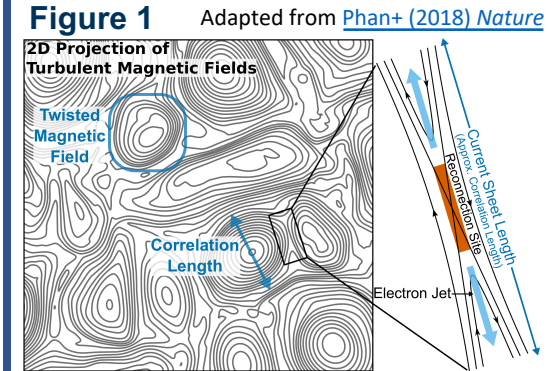 Figure 1
Adapted from Phan+ (2018) Nature
2D Projection of
Turbulent Magnetic Fields
Twisted
Magnetic
Field
Correlation
Length
Current Sheet Length
(Approx. Correlation Length)
Reconnection Site
Electron Jet